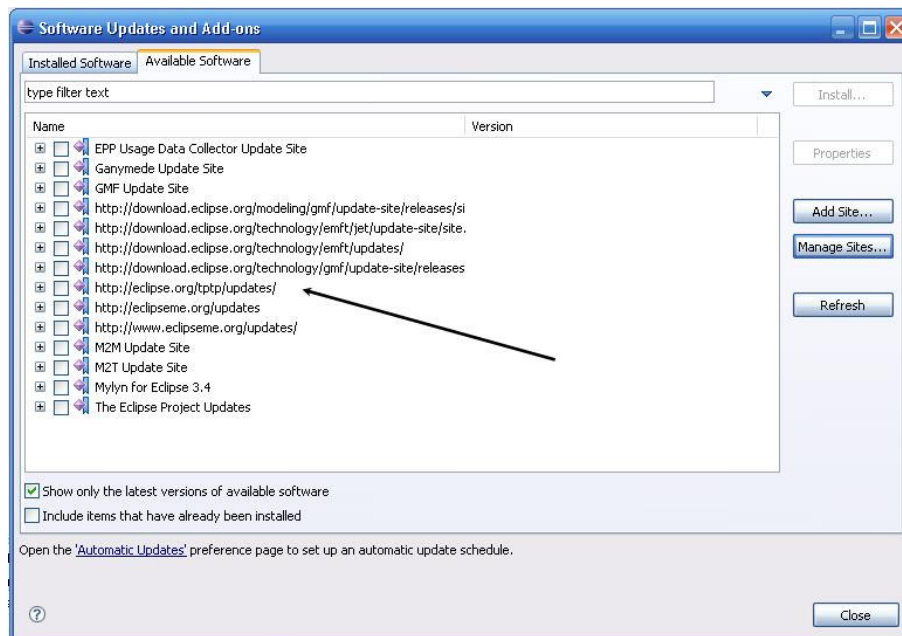 Software Updates and Add-ons
Installed Software Available Software
type filter text
Install...
Name Version
Properties
EPP Usage Data Collector Update Site
Ganymede Update Site
GMF Update Site
http://download.eclipse.org/modeling/gmf/update-site/releases/si
Add Site...
http://download.eclipse.org/technology/emft/jet/update-site/site.
http://download.eclipse.org/technology/emft/updates/
Manage Sites...
http://download.eclipse.org/technology/gmf/update-site/releases
http://eclipse.org/tptp/updates/
http://eclipseme.org/updates
Refresh
http://www.eclipseme.org/updates/
M2M Update Site
M2T Update Site
Mylyn for Eclipse 3.4
The Eclipse Project Updates
Show only the latest versions of available software
Include items that have already been installed
Open the 'Automatic Updates' preference page to set up an automatic update schedule.
?
Close